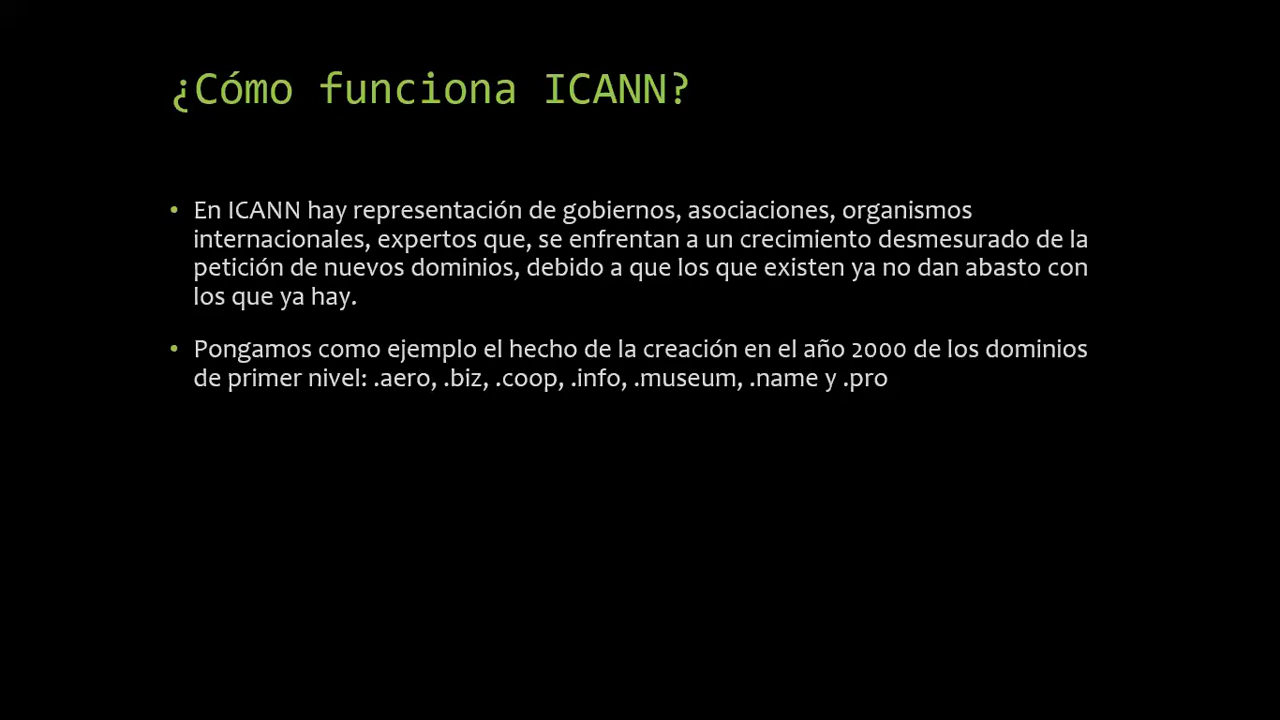 ¿Cómo funciona ICANN?
• En ICANN hay representación de gobiernos, asociaciones, organismos
internacionales, expertos que, se enfrentan a un crecimiento desmesurado de la
petición de nuevos dominios, debido a que los que existen ya no dan abasto con
los que ya hay.
• Pongamos como ejemplo el hecho de la creación en el año 2000 de los dominios
de primer nivel: .aero, .biz, .coop, .info, .museum, .name y .pro